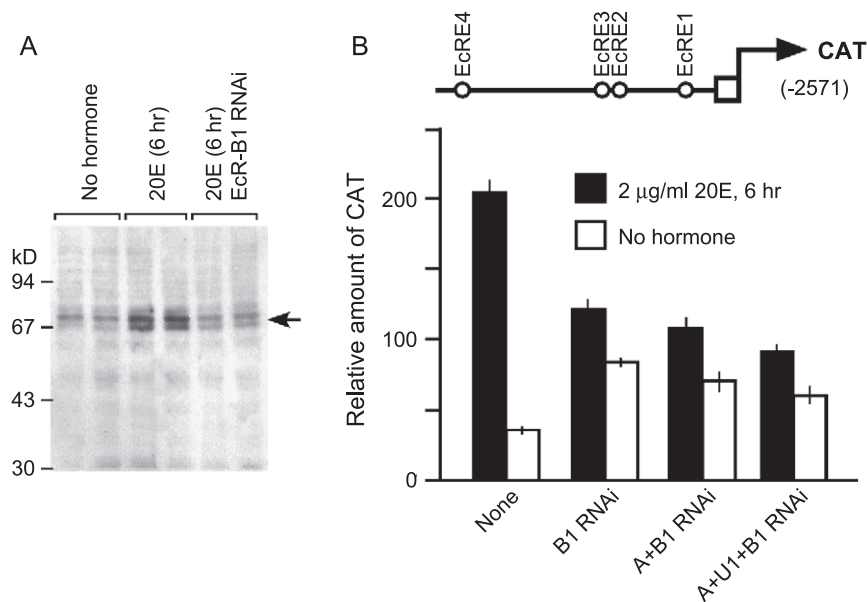 A
No hormone
20E (6 hr)
20E (6 hr)
EcR-B1 RNAi
kD
94
67
43
30
B
EcRE4
EcRE3
EcRE2
EcRE1
CAT
(-2571)
Relative amount of CAT
200
100
0
2 μg/ml 20E, 6 hr
No hormone
None
B1 RNAi
A+B1 RNAi
A+U1+B1 RNAi